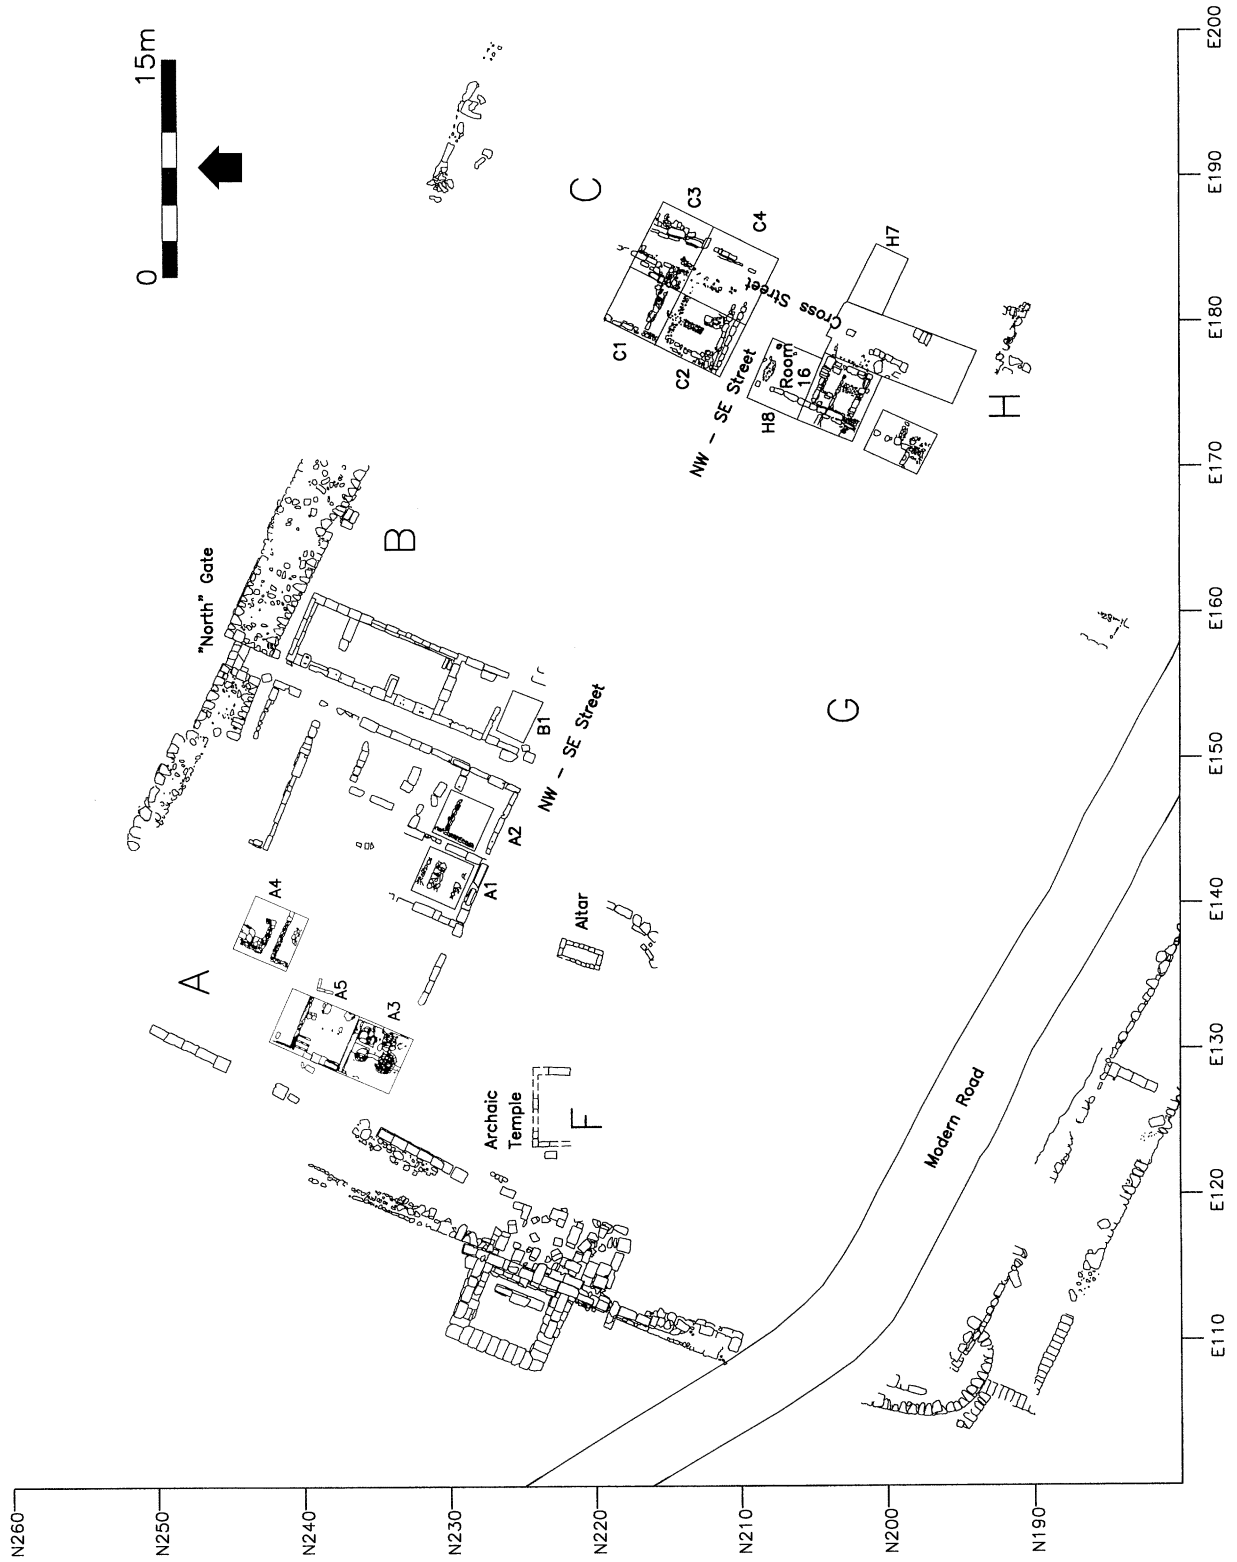 0 15m
"North" Gate
A
B
C
F
G
H
A1
A2
A3
A4
A5
B1
C1
C2
C3
C4
H7
H8
Room
16
NW - SE Street
NW - SE Street
Cross Street
Altar
Archaic
Temple
Modern Road
N260
N250
N240
N230
N220
N210
N200
N190
E110
E120
E130
E140
E150
E160
E170
E180
E190
E200